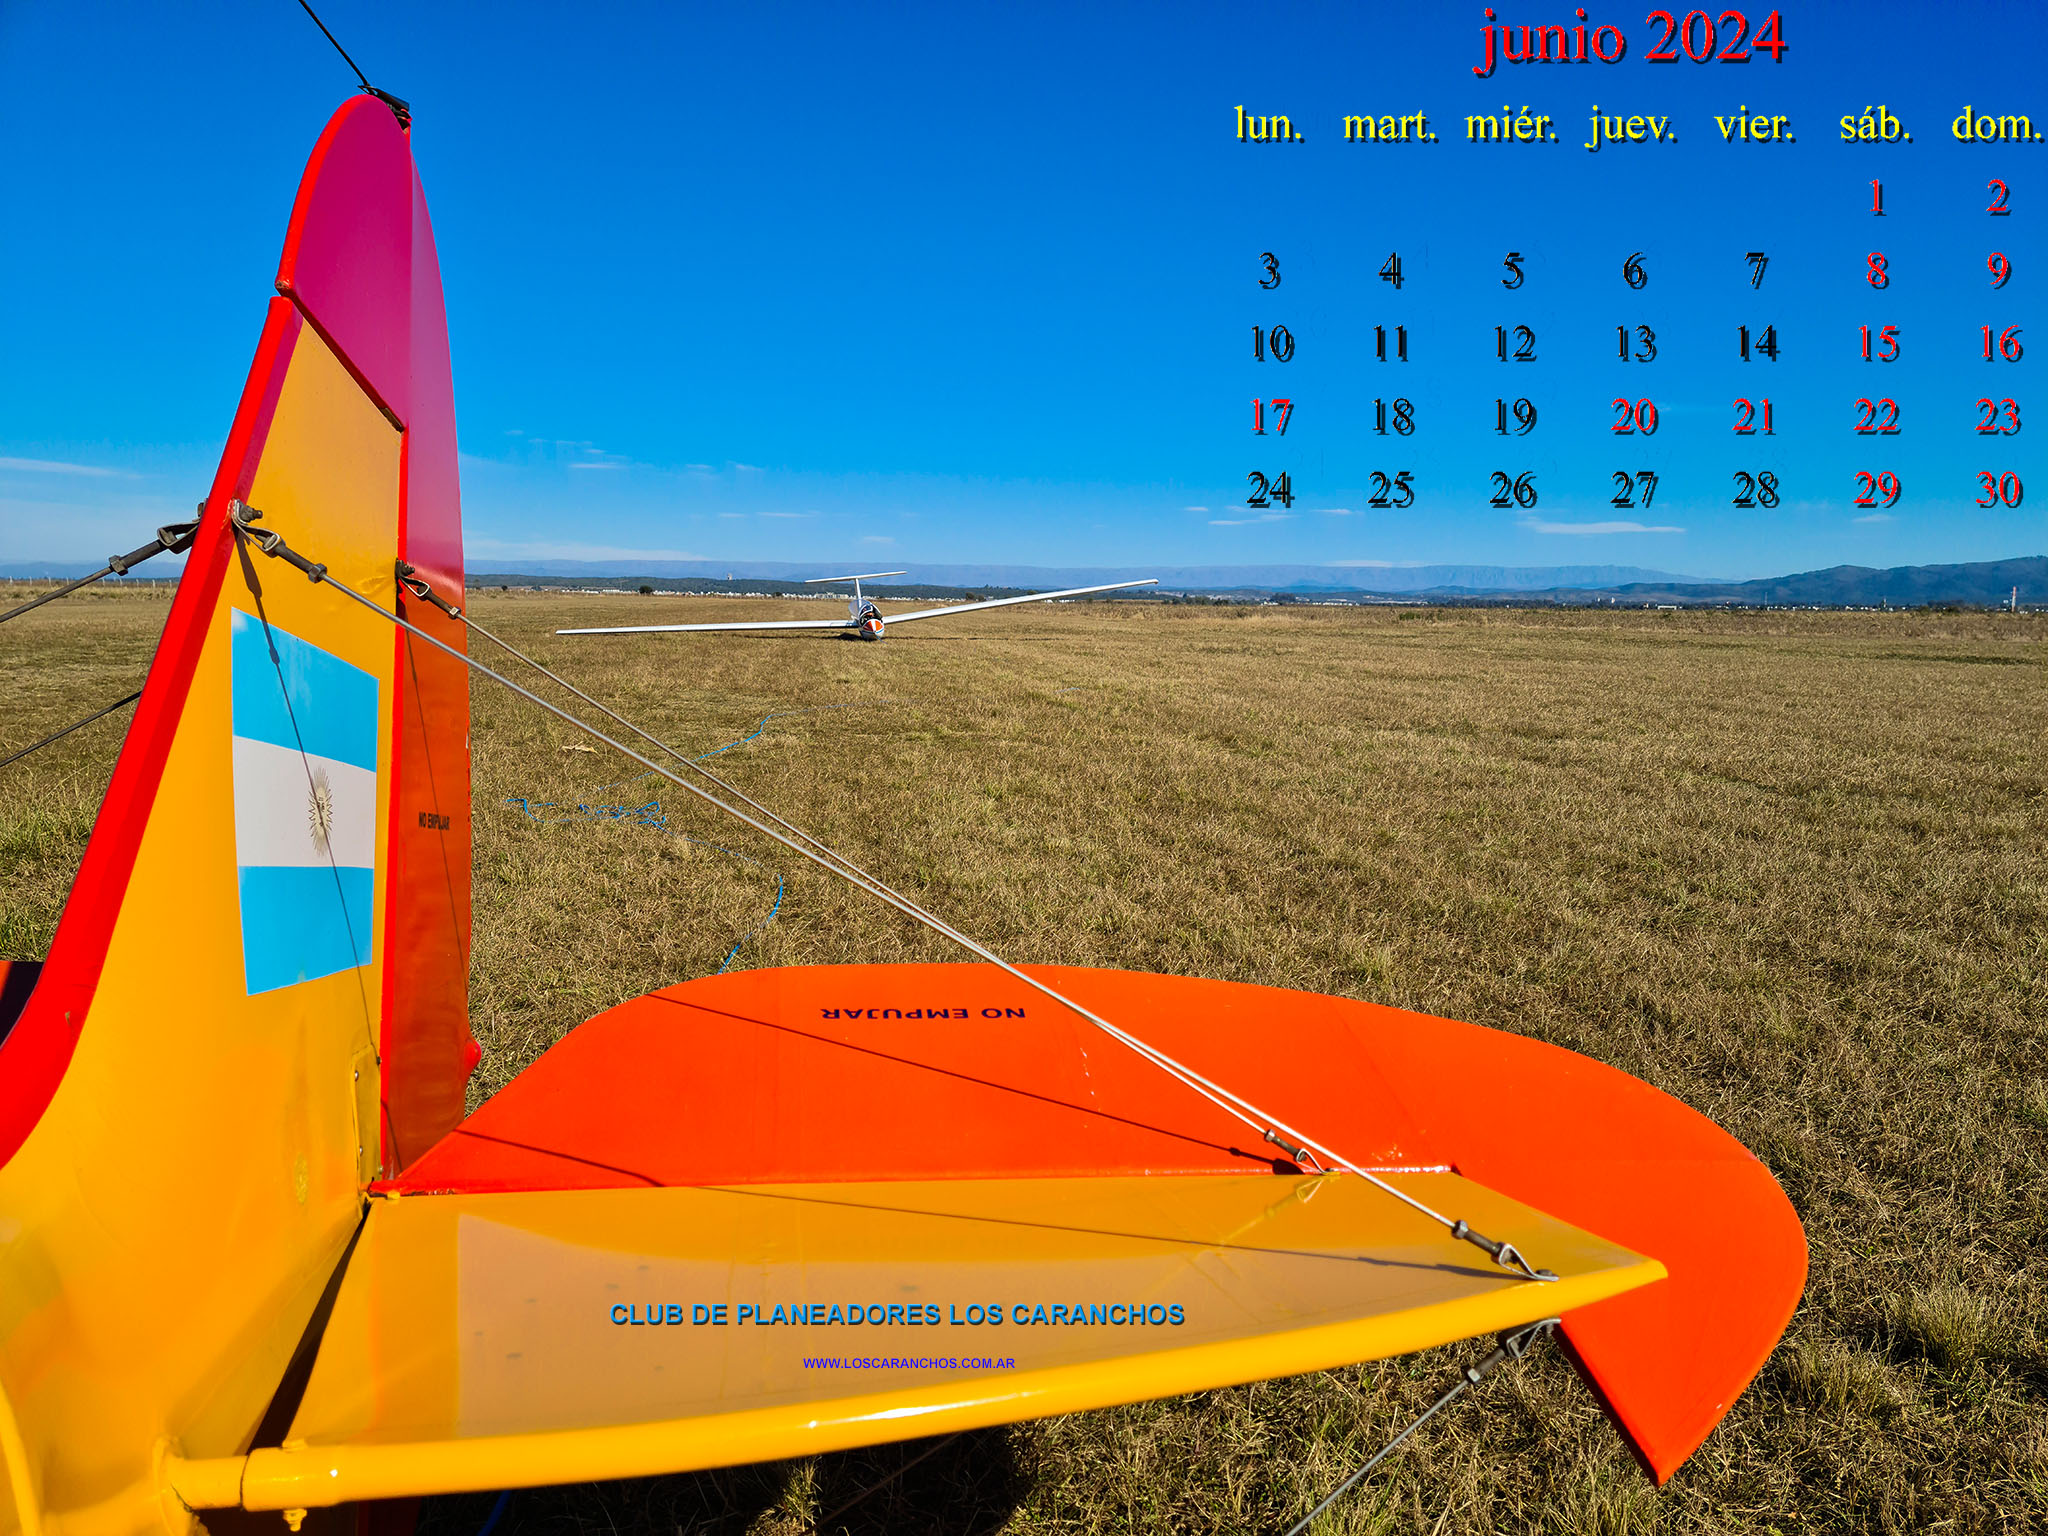 junio 2024
lun. mart. miér. juev. vier. sáb. dom.
1 2
3 4 5 6 7 8 9
10 11 12 13 14 15 16
17 18 19 20 21 22 23
24 25 26 27 28 29 30
NO EMPUJAR
NO EMPUJAR
CLUB DE PLANEADORES LOS CARANCHOS
WWW.LOSCARANCHOS.COM.AR